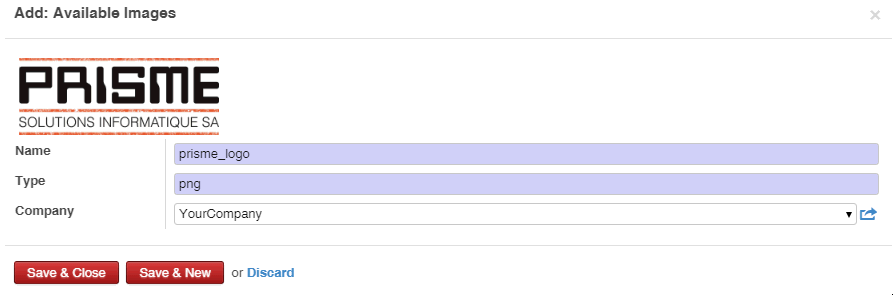 Add: Available Images
×
PRISME
SOLUTIONS INFORMATIQUE SA
Name prisme_logo
Type png
Company YourCompany
Save & Close Save & New or Discard